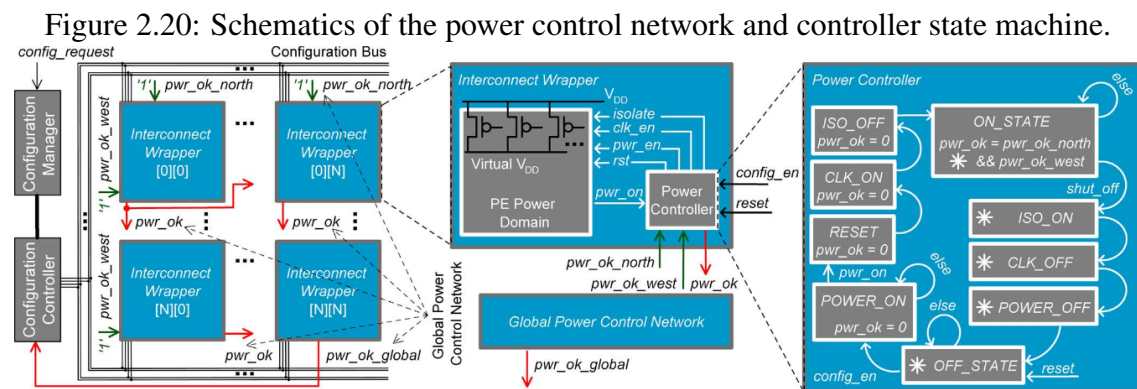 Figure 2.20: Schematics of the power control network and controller state machine.
config_request
Configuration Bus
Configuration
Manager
Configuration
Controller
'1'
pwr_ok_north
'1'
pwr_ok_north
pwr_ok_west
'1'
Interconnect
Wrapper
[0][0]
...
Interconnect
Wrapper
[0][N]
...
pwr_ok
...
...
pwr_ok
pwr_ok_west
'1'
Interconnect
Wrapper
[N][0]
...
Interconnect
Wrapper
[N][N]
...
pwr_ok
pwr_ok_global
Global Power
Control Network
Interconnect Wrapper
VDD
...
Virtual VDD
PE Power
Domain
isolate
clk_en
pwr_en
rst
pwr_on
Power
Controller
config_en
reset
pwr_ok_north
pwr_ok_west
pwr_ok
Global Power Control Network
pwr_ok_global
Power Controller
else
ISO_OFF
pwr_ok = 0
ON_STATE
pwr_ok = pwr_ok_north
* && pwr_ok_west
CLK_ON
pwr_ok = 0
shut_off
* ISO_ON
RESET
pwr_ok = 0
* CLK_OFF
pwr_on
else
else
POWER_ON
pwr_ok = 0
* POWER_OFF
* OFF_STATE
config_en
reset